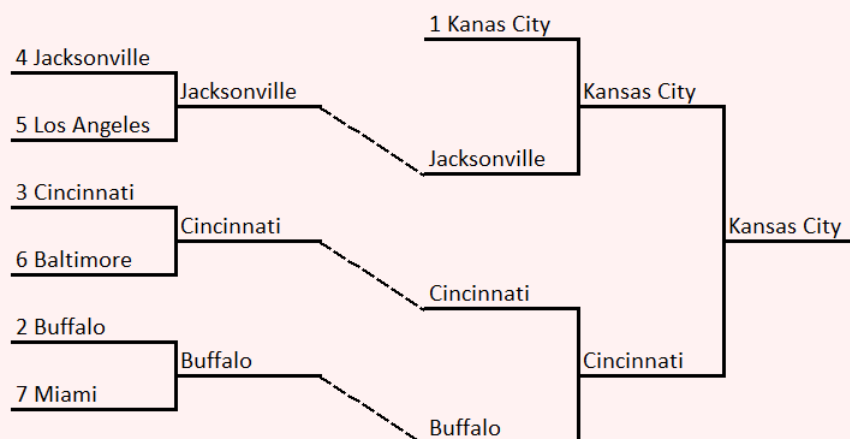 1 Kanas City
4 Jacksonville
Jacksonville
Kansas City
5 Los Angeles
Jacksonville
3 Cincinnati
Cincinnati
Kansas City
6 Baltimore
Cincinnati
2 Buffalo
Buffalo
Cincinnati
7 Miami
Buffalo